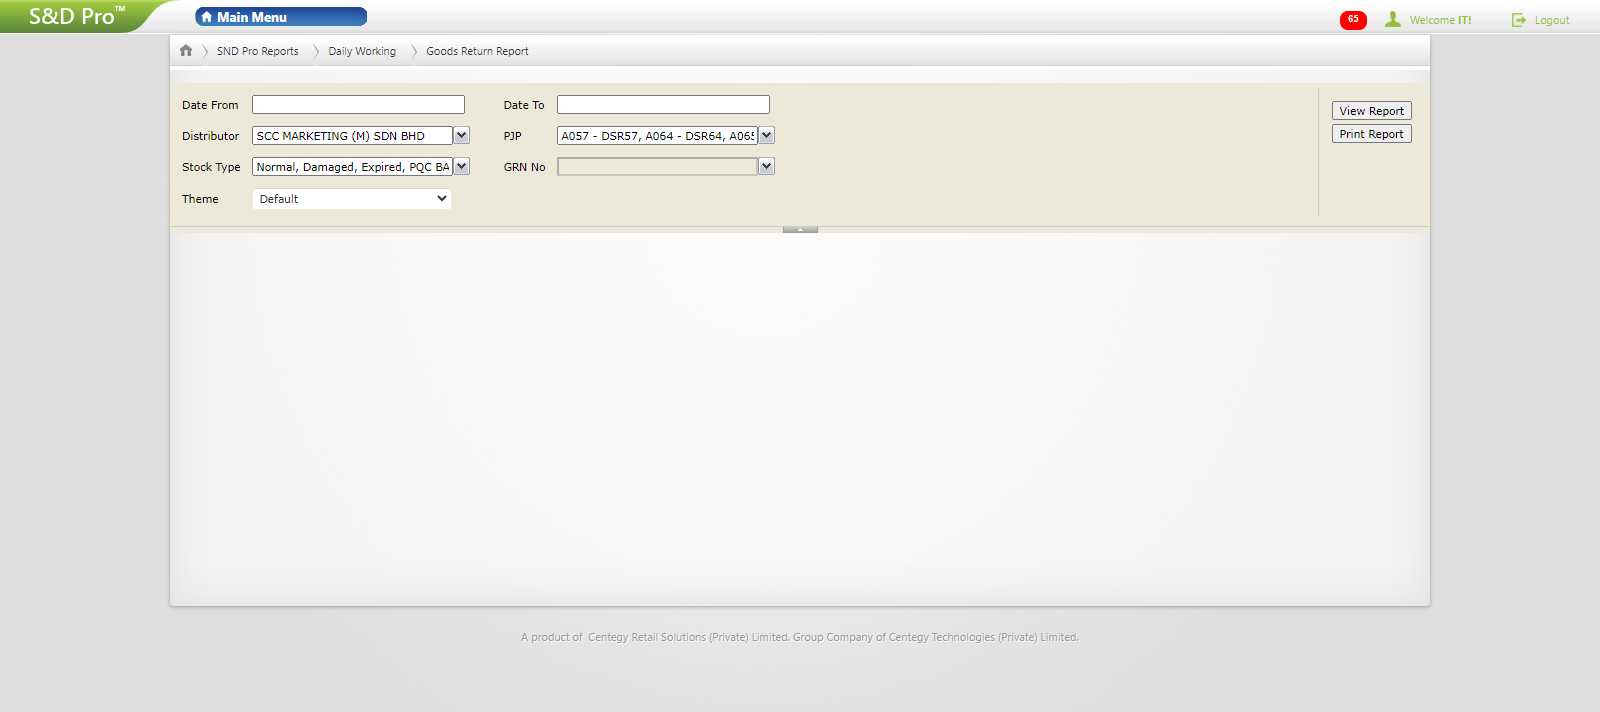 S&D Pro™
Main Menu
65
Welcome IT!
Logout
SND Pro Reports
Daily Working
Goods Return Report
Date From
Date To
View Report
Distributor
SCC MARKETING (M) SDN BHD
PJP
A057 - DSR57, A064 - DSR64, A065
Print Report
Stock Type
Normal, Damaged, Expired, PQC BA
GRN No
Theme
Default
A product of Centegy Retail Solutions (Private) Limited. Group Company of Centegy Technologies (Private) Limited.